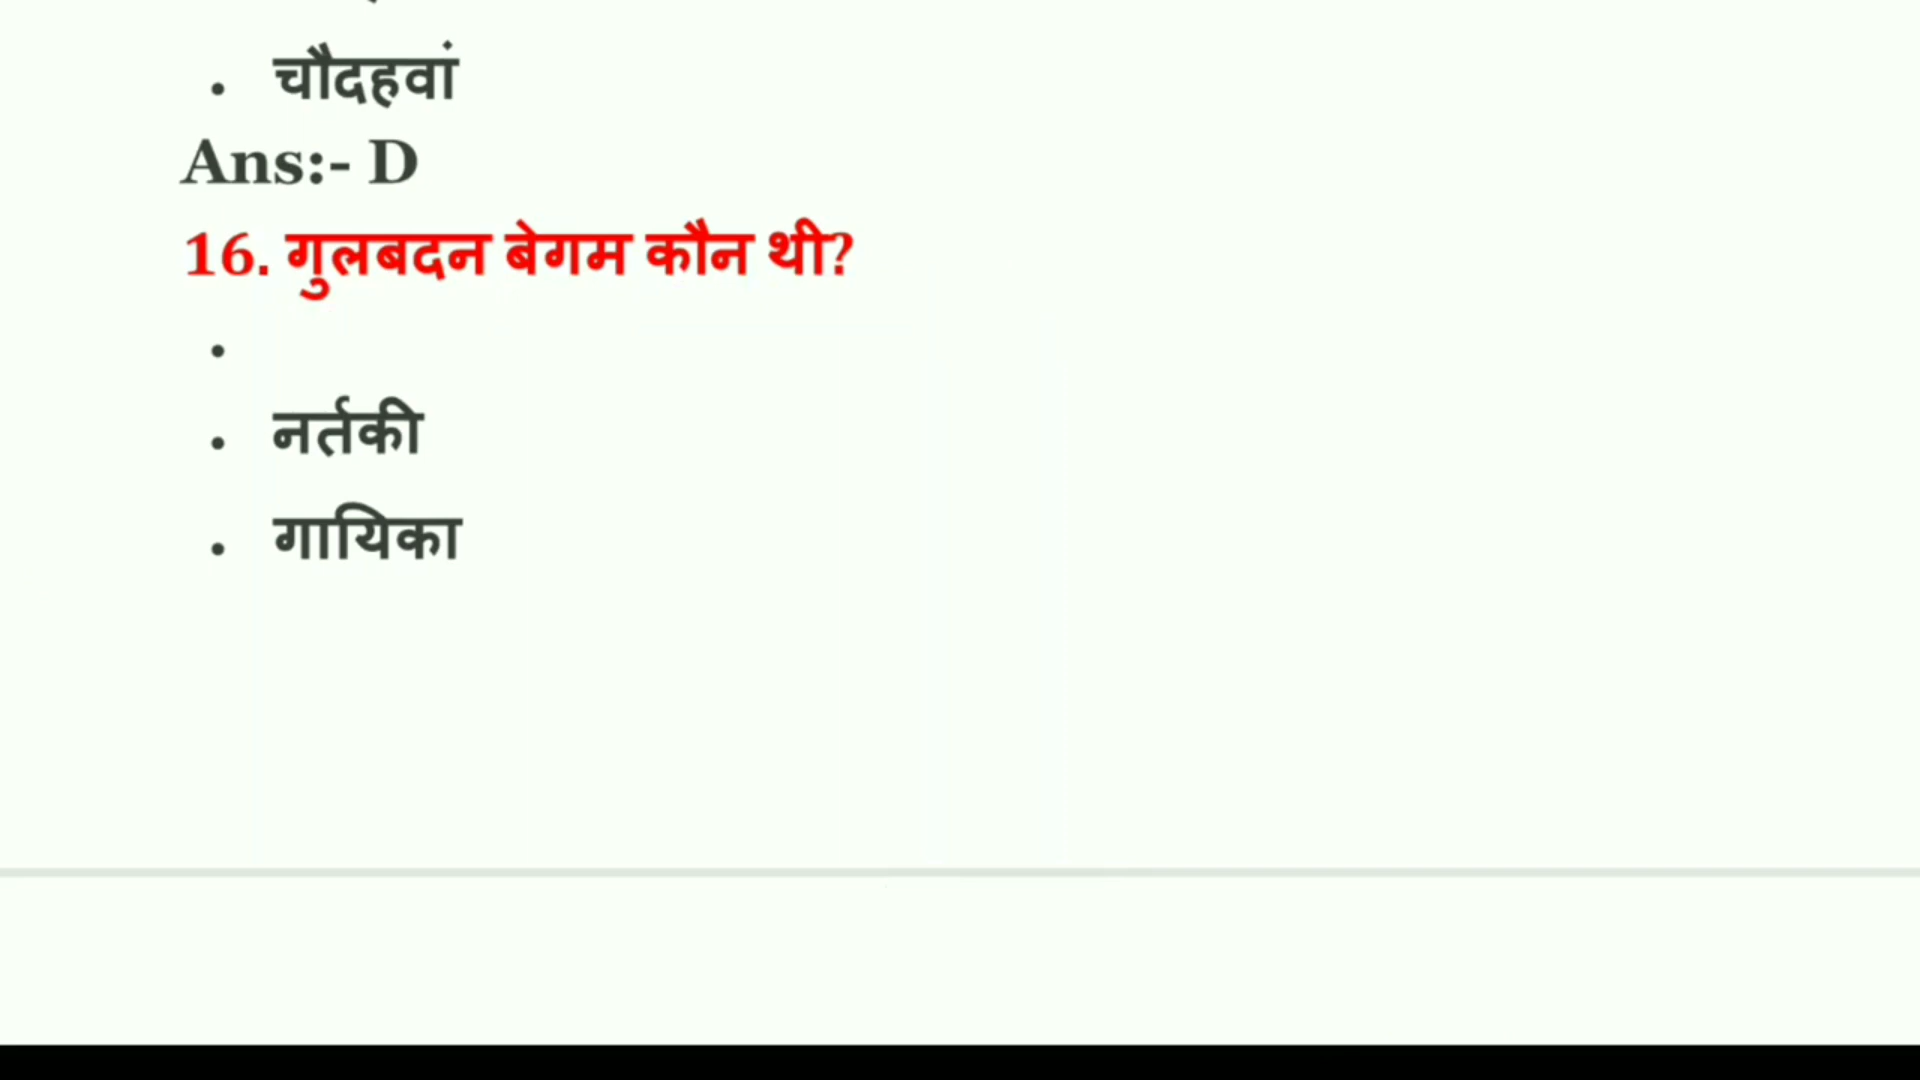 • चौदहवां
Ans:- D
16. गुलबदन बेगम कौन थी?
•
• नर्तकी
• गायिका